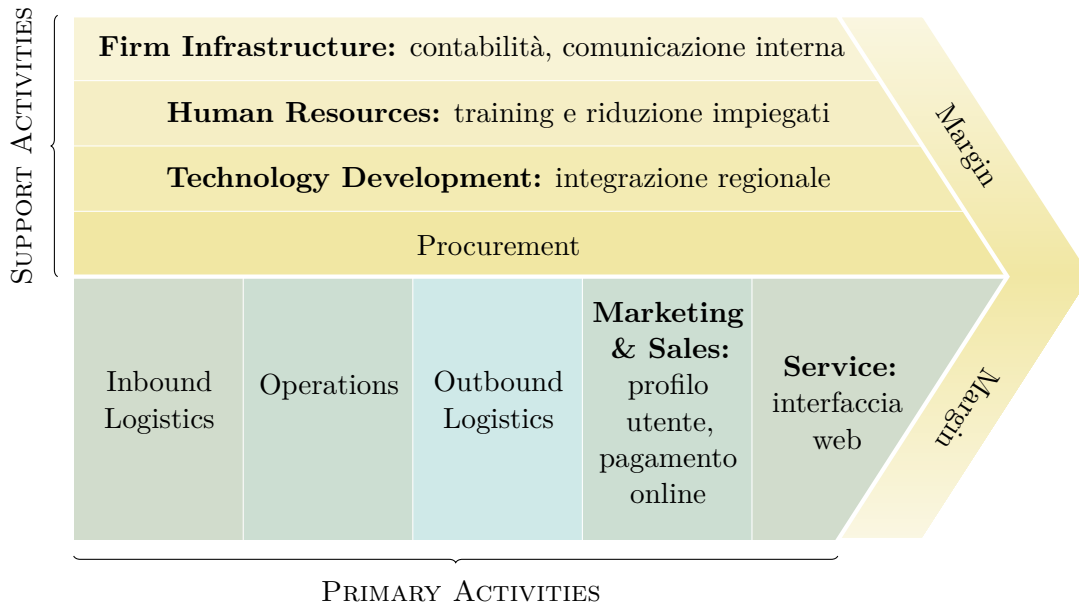 SUPPORT ACTIVITIES
Firm Infrastructure: contabilità, comunicazione interna
Human Resources: training e riduzione impiegati
Technology Development: integrazione regionale
Procurement
Margin
Inbound
Logistics
Operations
Outbound
Logistics
Marketing
& Sales:
profilo
utente,
pagamento
online
Service:
interfaccia
web
Margin
PRIMARY ACTIVITIES